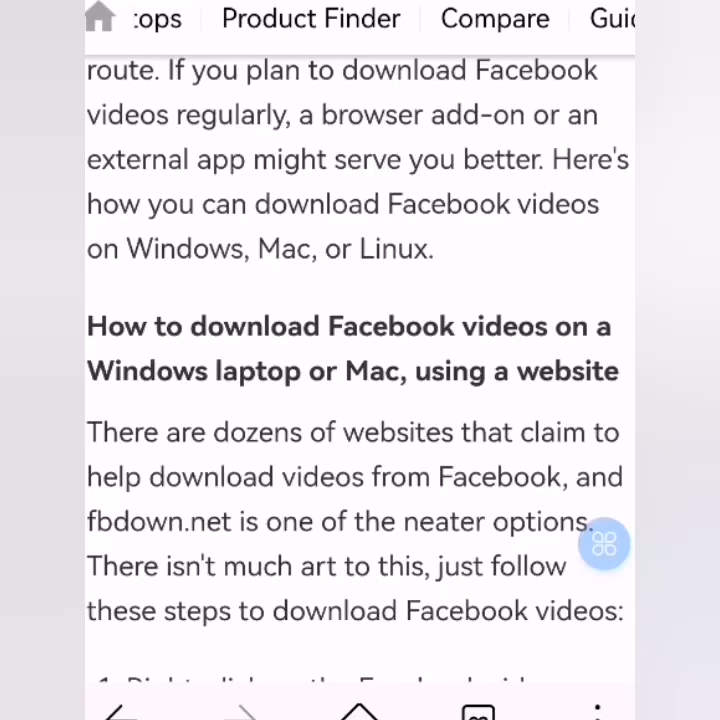 tops Product Finder Compare Gui
route. If you plan to download Facebook
videos regularly, a browser add-on or an
external app might serve you better. Here's
how you can download Facebook videos
on Windows, Mac, or Linux.
How to download Facebook videos on a
Windows laptop or Mac, using a website
There are dozens of websites that claim to
help download videos from Facebook, and
fbdown.net is one of the neater options.
There isn't much art to this, just follow
these steps to download Facebook videos: